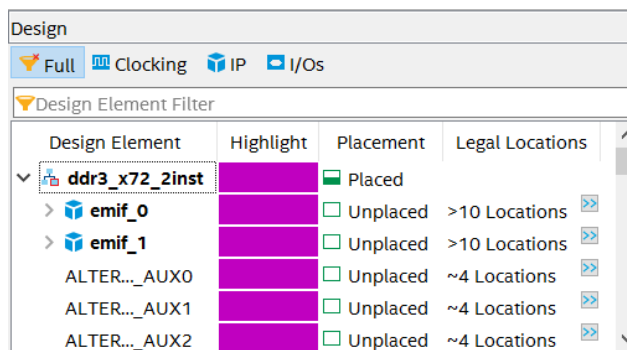 Design
Full Clocking IP I/Os
Design Element Filter
Design Element Highlight Placement Legal Locations
ddr3_x72_2inst Placed
emif_0 Unplaced >10 Locations >>
emif_1 Unplaced >10 Locations >>
ALTER..._AUX0 Unplaced ~4 Locations >>
ALTER..._AUX1 Unplaced ~4 Locations >>
ALTER..._AUX2 Unplaced ~4 Locations >>